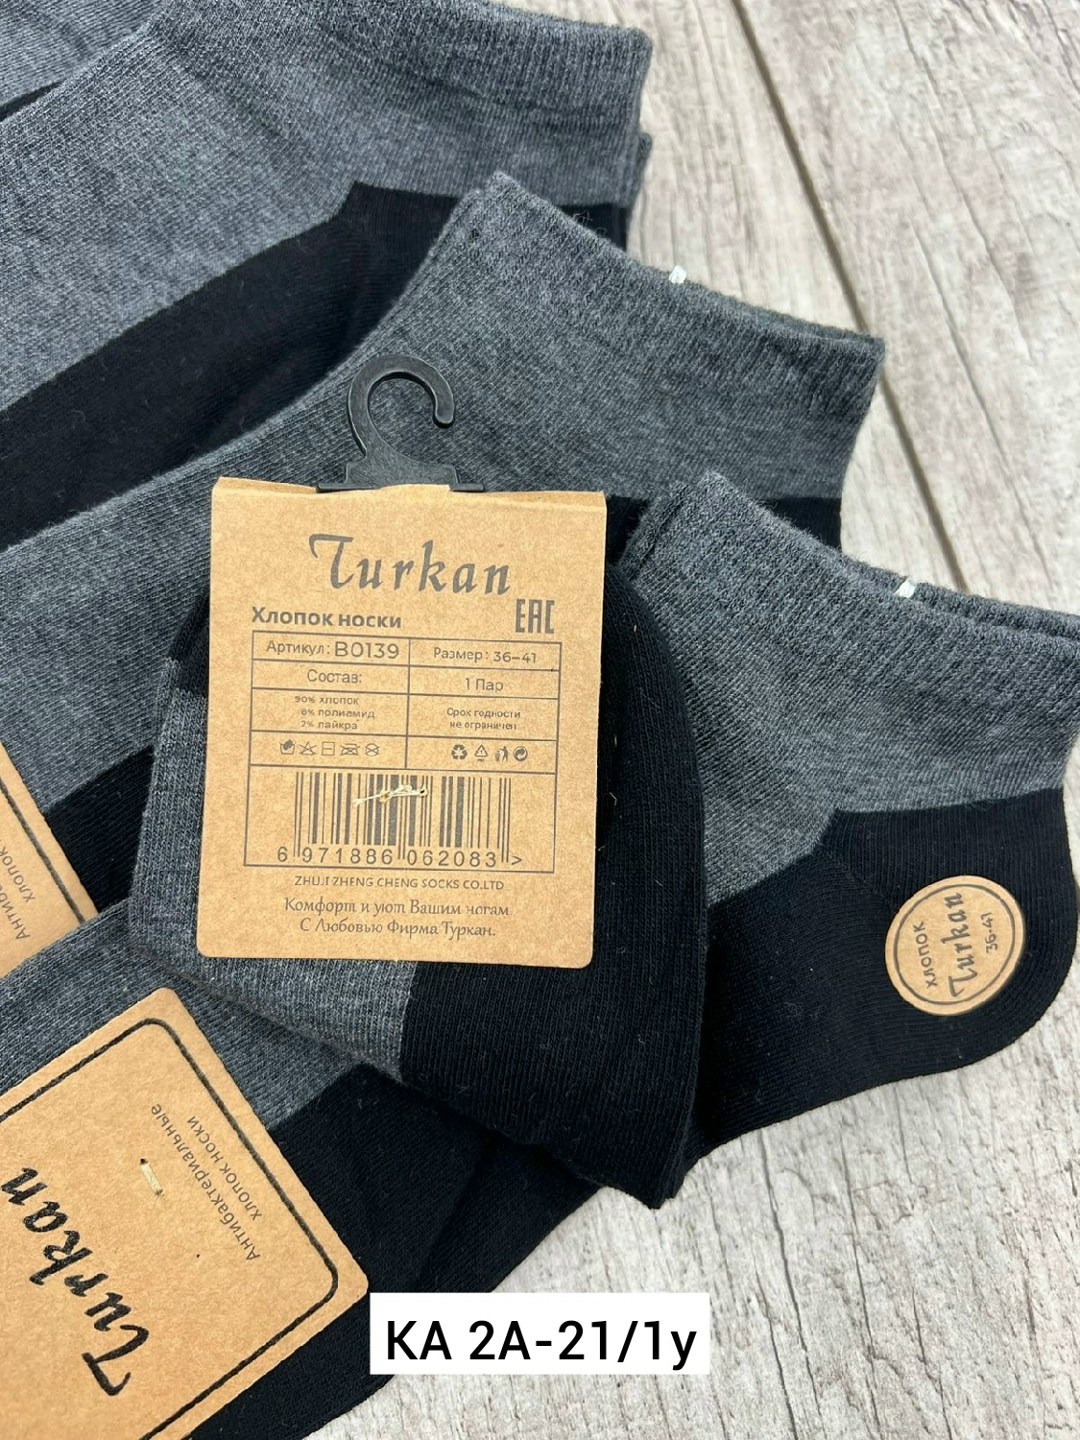 Turkan
Хлопок носки
EAC
Артикул: B0139
Размер: 36-41
Состав:
1 Пар
90% хлопок
8% полиамид
2% лайкра
Срок годности
не ограничен
6 971886 062083 >
ZHUJI ZHENG CHENG SOCKS CO.LTD
Комфорт и уют Вашим ногам
С Любовью Фирма Туркан.
хлопок
Turkan
36-41
хлопок
Антибактериальные
хлопок носки
Turkan
KA 2A-21/1y